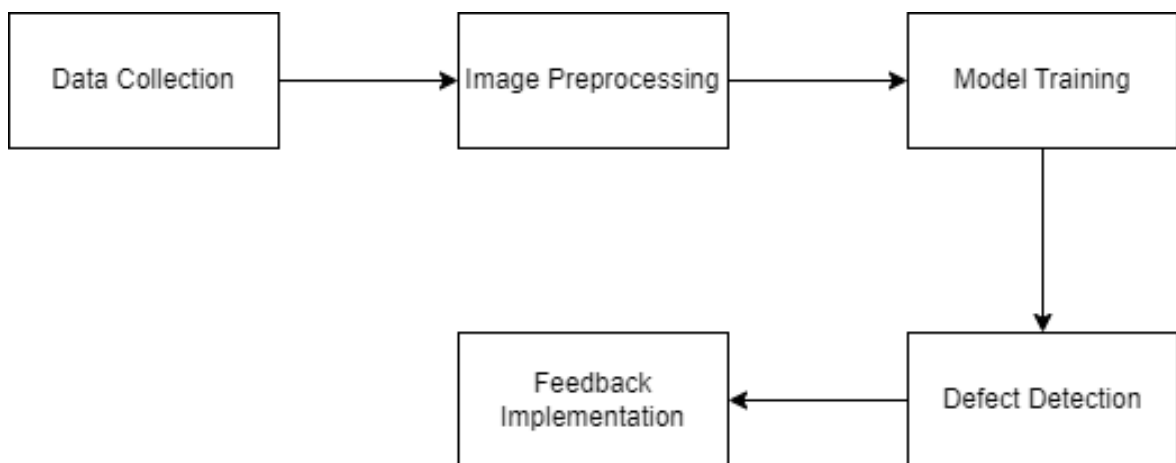 Data Collection
Image Preprocessing
Model Training
Feedback
Implementation
Defect Detection